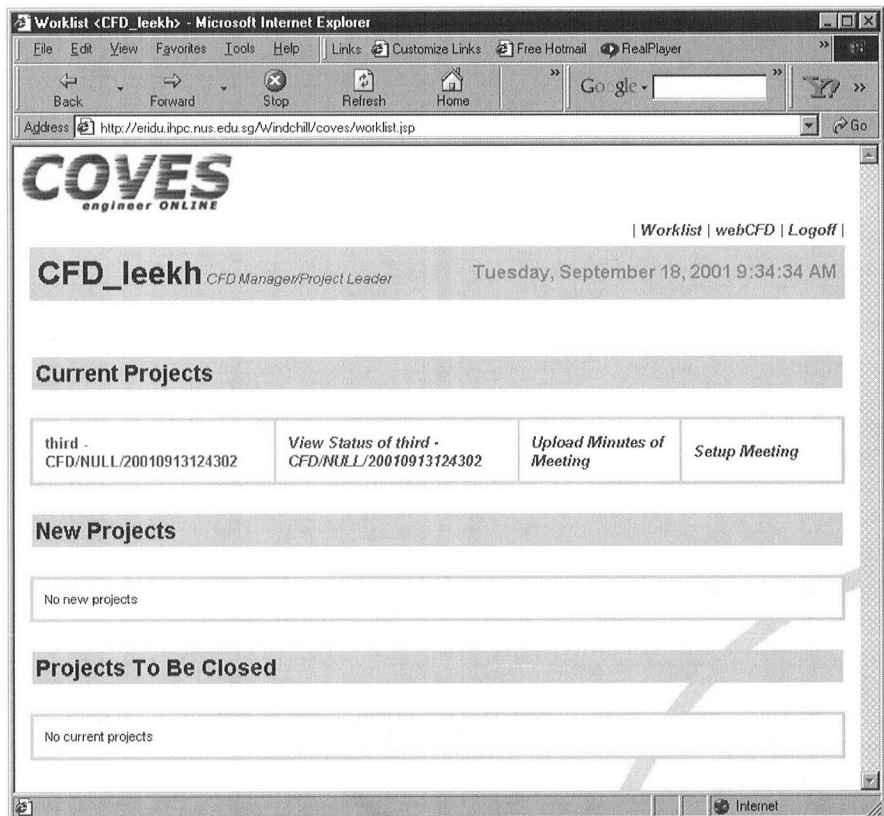 Worklist <CFD_leekh> - Microsoft Internet Explorer
File Edit View Favorites Tools Help Links Customize Links Free Hotmail RealPlayer »
Back Forward Stop Refresh Home » Google » Y! »
Address http://eridu.ihpc.nus.edu.sg/Windchill/coves/worklist.jsp Go
COVES
engineer ONLINE
| Worklist | webCFD | Logoff |
CFD_leekh CFD Manager/Project Leader Tuesday, September 18, 2001 9:34:34 AM
Current Projects
third - View Status of third - Upload Minutes of Setup Meeting
CFD/NULL/20010913124302 CFD/NULL/20010913124302 Meeting
New Projects
No new projects
Projects To Be Closed
No current projects
Internet